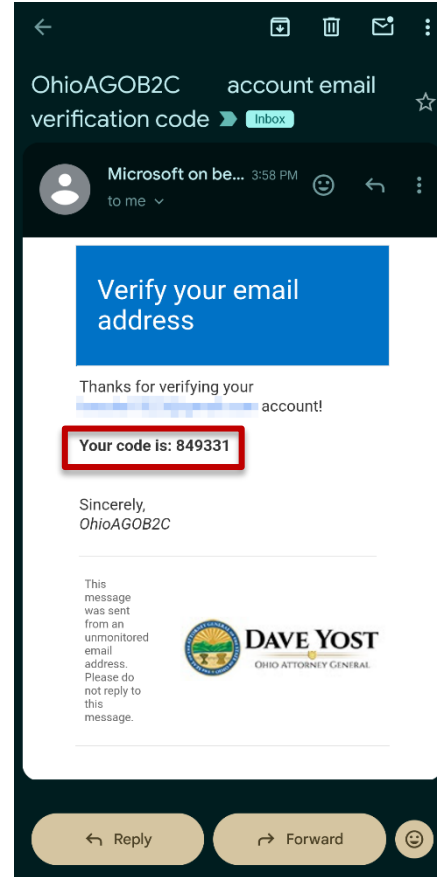 OhioAGOB2C account email
verification code Inbox
Microsoft on be... 3:58 PM
to me
Verify your email
address
Thanks for verifying your
account!
Your code is: 849331
Sincerely,
OhioAGOB2C
This
message
was sent
from an
unmonitored
email
address.
Please do
not reply to
this
message.
DAVE YOST
OHIO ATTORNEY GENERAL
Reply Forward